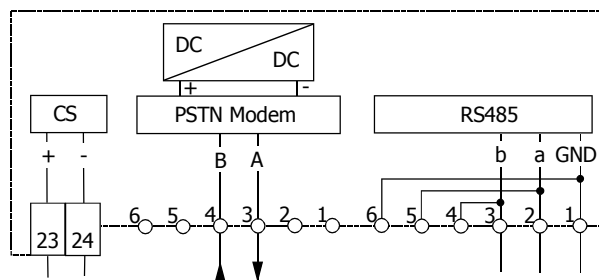 DC
DC
+ -
CS PSTN Modem RS485
+ - B A b a GND
6 5 4 3 2 1 6 5 4 3 2 1
23 24